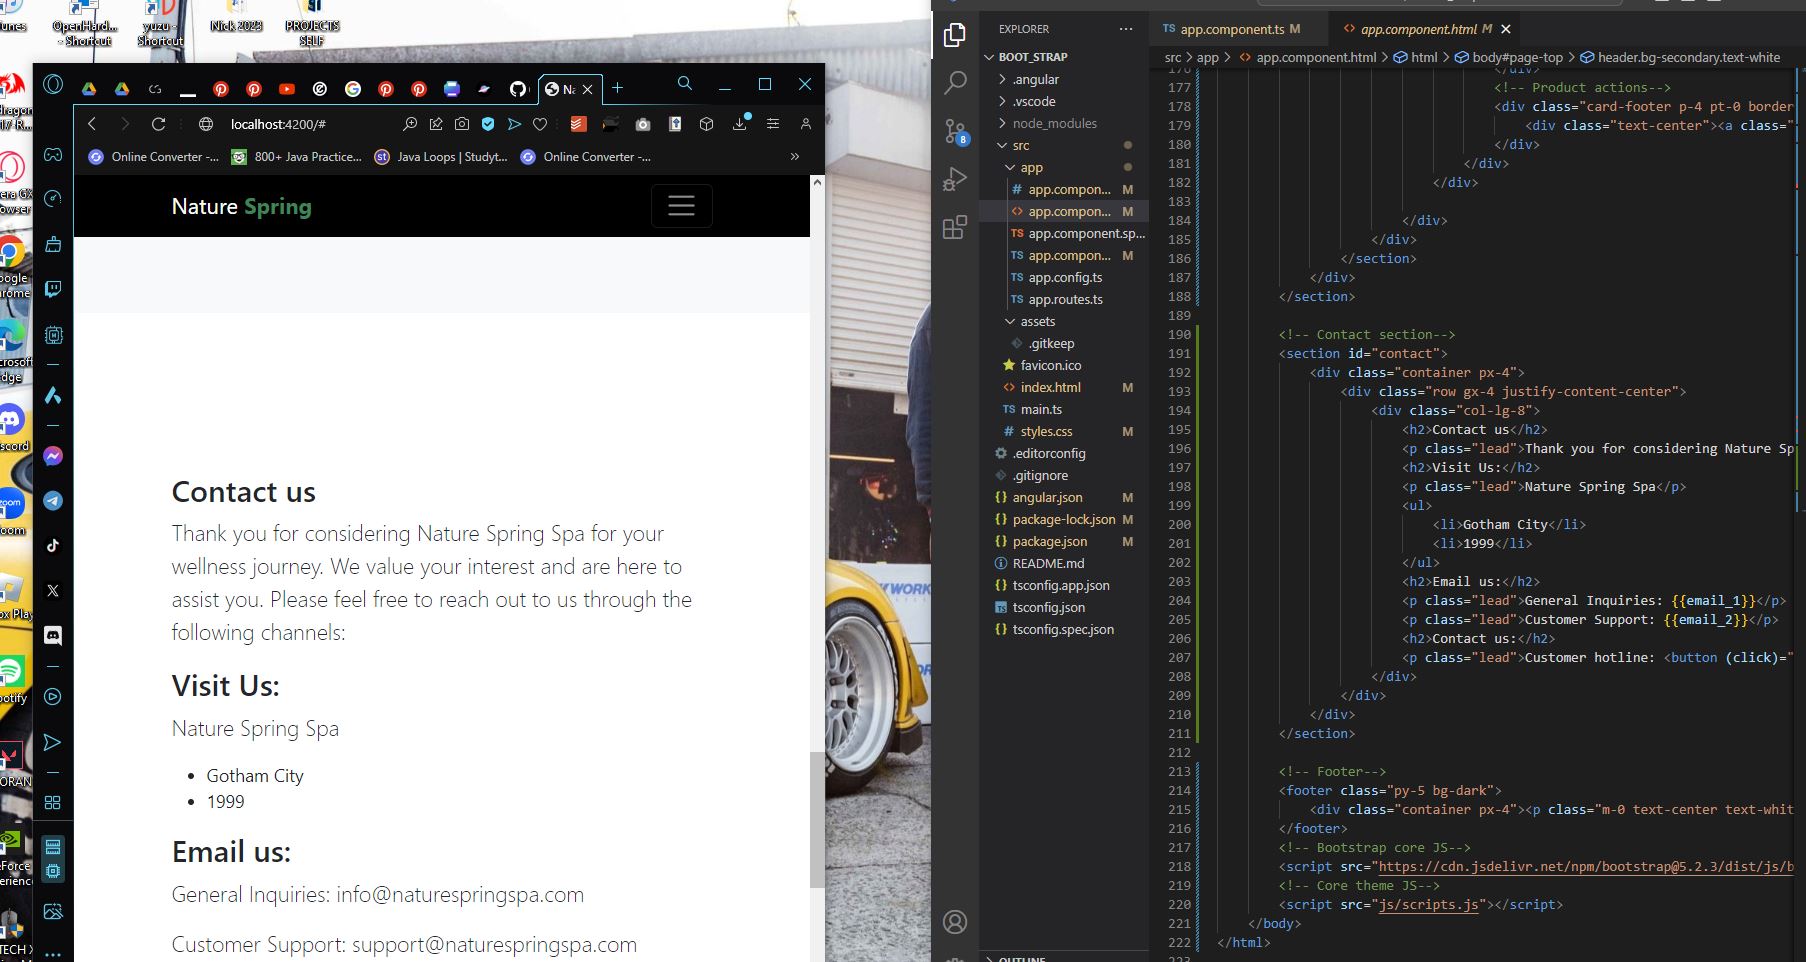 OpenHard...
- Shortcut
yuzu -
Shortcut
Nick 2023
PROJECTS
SELF
Na
localhost:4200/#
Online Converter -...
800+ Java Practice...
Java Loops | Studyt...
Online Converter -...
»
Nature Spring
Contact us
Thank you for considering Nature Spring Spa for your
wellness journey. We value your interest and are here to
assist you. Please feel free to reach out to us through the
following channels:
Visit Us:
Nature Spring Spa
• Gotham City
• 1999
Email us:
General Inquiries: info@naturespringspa.com
Customer Support: support@naturespringspa.com
EXPLORER
BOOT_STRAP
.angular
.vscode
node_modules
src
app
# app.compon... M
<> app.compon... M
TS app.component.sp...
TS app.compon... M
TS app.config.ts
TS app.routes.ts
assets
.gitkeep
favicon.ico
<> index.html M
TS main.ts
# styles.css M
.editorconfig
.gitignore
{} angular.json M
{} package-lock.json M
{} package.json M
README.md
{} tsconfig.app.json
TS tsconfig.json
{} tsconfig.spec.json
OUTLINE
8
TS app.component.ts M
<> app.component.html M
src > app > <> app.component.html > html > body#page-top > header.bg-secondary.text-white
176 </div>
177 <!-- Product actions-->
178 <div class="card-footer p-4 pt-0 border
179 <div class="text-center"><a class="
180 </div>
181 </div>
182 </div>
183
184 </div>
185 </div>
186 </section>
187 </div>
188 </section>
189
190 <!-- Contact section-->
191 <section id="contact">
192 <div class="container px-4">
193 <div class="row gx-4 justify-content-center">
194 <div class="col-lg-8">
195 <h2>Contact us</h2>
196 <p class="lead">Thank you for considering Nature Sp
197 <h2>Visit Us:</h2>
198 <p class="lead">Nature Spring Spa</p>
199 <ul>
200 <li>Gotham City</li>
201 <li>1999</li>
202 </ul>
203 <h2>Email us:</h2>
204 <p class="lead">General Inquiries: {{email_1}}</p>
205 <p class="lead">Customer Support: {{email_2}}</p>
206 <h2>Contact us:</h2>
207 <p class="lead">Customer hotline: <button (click)="
208 </div>
209 </div>
210 </div>
211 </section>
212
213 <!-- Footer-->
214 <footer class="py-5 bg-dark">
215 <div class="container px-4"><p class="m-0 text-center text-whit
216 </footer>
217 <!-- Bootstrap core JS-->
218 <script src="https://cdn.jsdelivr.net/npm/bootstrap@5.2.3/dist/js/b
219 <!-- Core theme JS-->
220 <script src="js/scripts.js"></script>
221 </body>
222 </html>
223